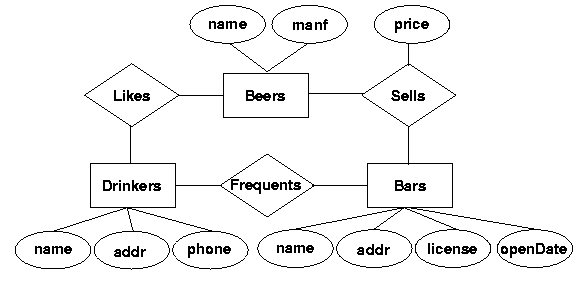 name manf price
Likes Beers Sells
Drinkers Frequents Bars
name addr phone name addr license openDate